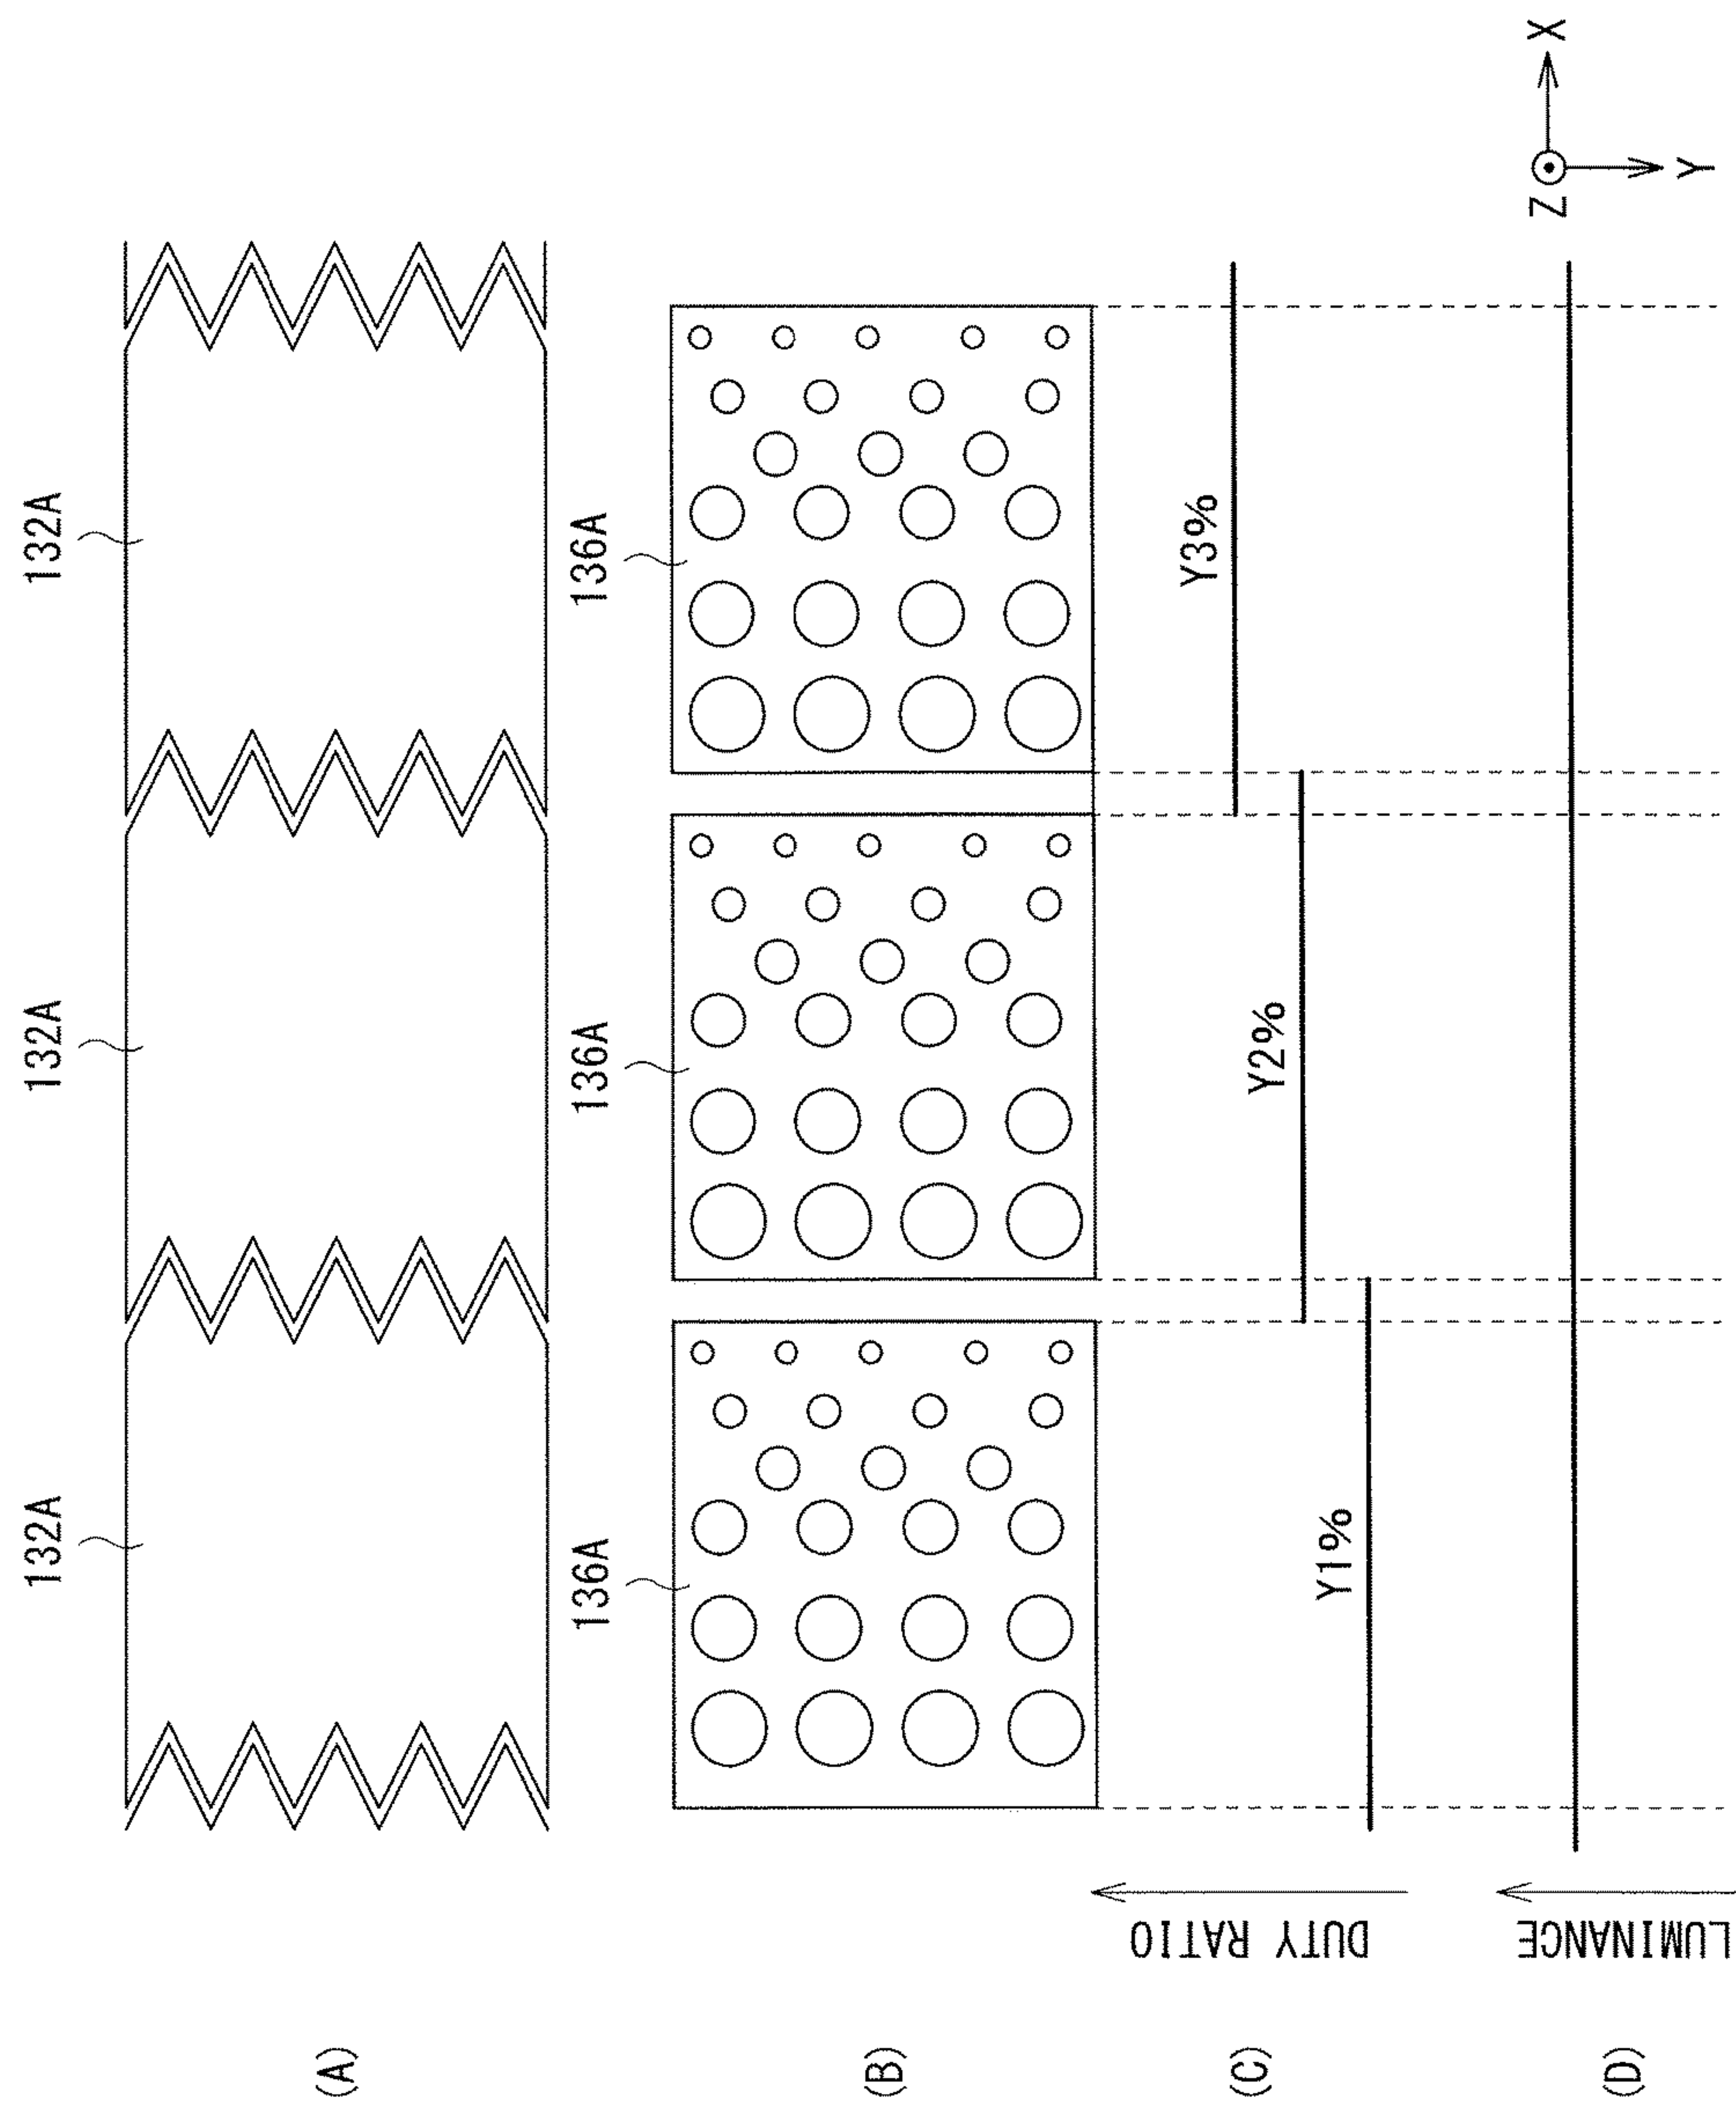 (A)
132A
132A
132A
(B)
136A
136A
136A
(C)
DUTY RATIO
Y1%
Y2%
Y3%
(D)
LUMINANCE
Z
X
Y